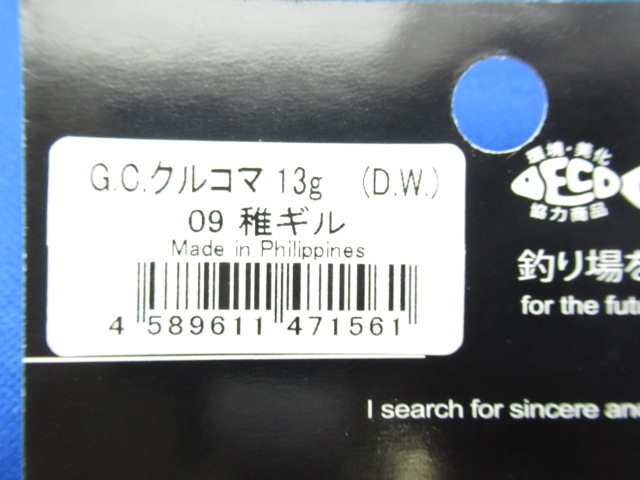 G.C.クルコマ 13g (D.W.)
09 稚ギル
Made in Philippines
4 589611 471561
環境・美化
ECO
協力商品
釣り場を
for the futu
I search for sincere and